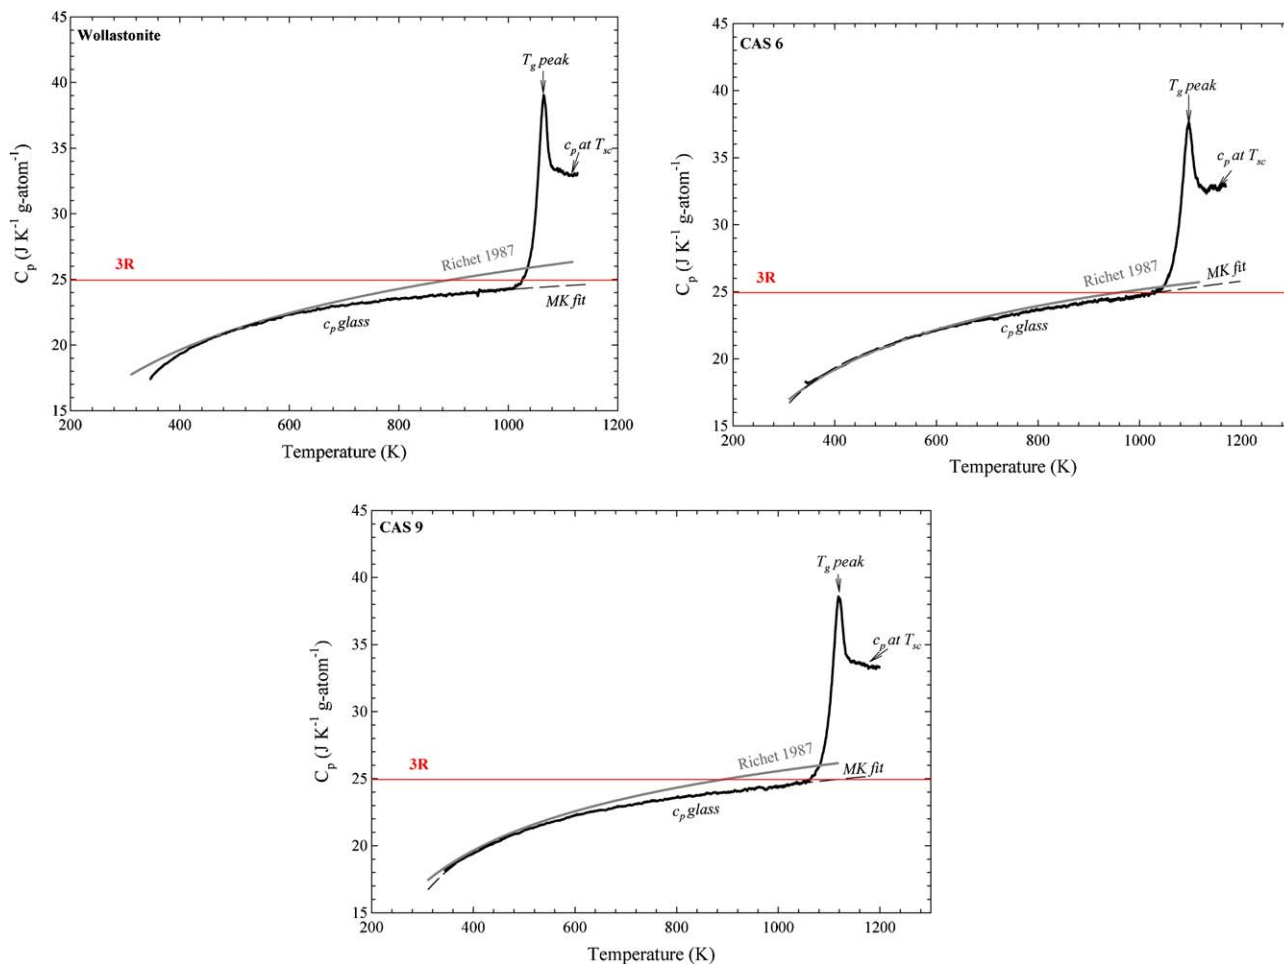 Wollastonite
45
40
35
30
25
20
15
C_p (J K^-1 g-atom^-1)
T_g peak
c_p at T_sc
3R
Richet 1987
MK fit
c_p glass
200 400 600 800 1000 1200
Temperature (K)
CAS 6
45
40
35
30
25
20
15
C_p (J K^-1 g-atom^-1)
T_g peak
c_p at T_sc
3R
Richet 1987
MK fit
c_p glass
200 400 600 800 1000 1200
Temperature (K)
CAS 9
45
40
35
30
25
20
15
C_p (J K^-1 g-atom^-1)
T_g peak
c_p at T_sc
3R
Richet 1987
MK fit
c_p glass
200 400 600 800 1000 1200
Temperature (K)